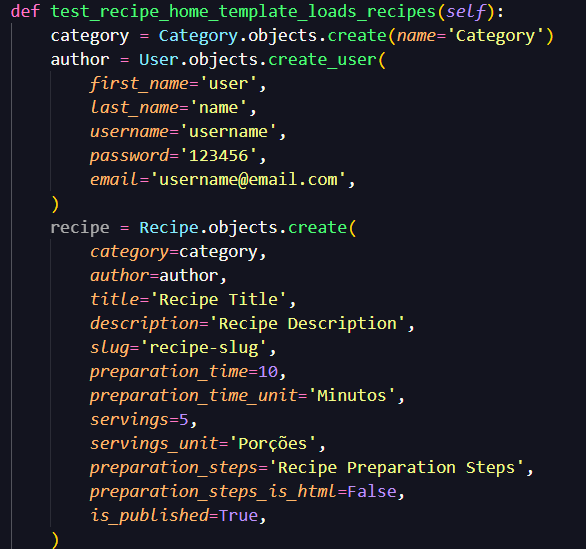 def test_recipe_home_template_loads_recipes(self):
    category = Category.objects.create(name='Category')
    author = User.objects.create_user(
        first_name='user',
        last_name='name',
        username='username',
        password='123456',
        email='username@email.com',
    )
    recipe = Recipe.objects.create(
        category=category,
        author=author,
        title='Recipe Title',
        description='Recipe Description',
        slug='recipe-slug',
        preparation_time=10,
        preparation_time_unit='Minutos',
        servings=5,
        servings_unit='Porções',
        preparation_steps='Recipe Preparation Steps',
        preparation_steps_is_html=False,
        is_published=True,
    )